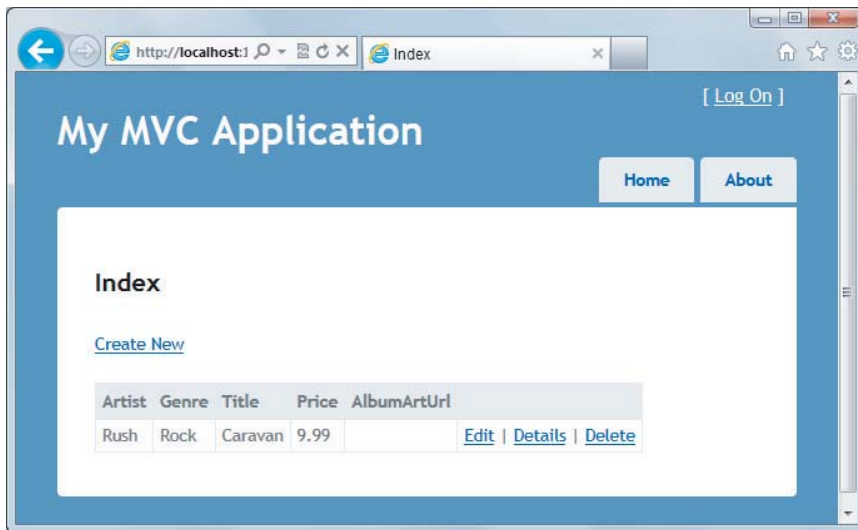 http://localhost:1 Index
[ Log On ]
My MVC Application
Home About
Index
Create New
Artist Genre Title Price AlbumArtUrl
Rush Rock Caravan 9.99 Edit | Details | Delete